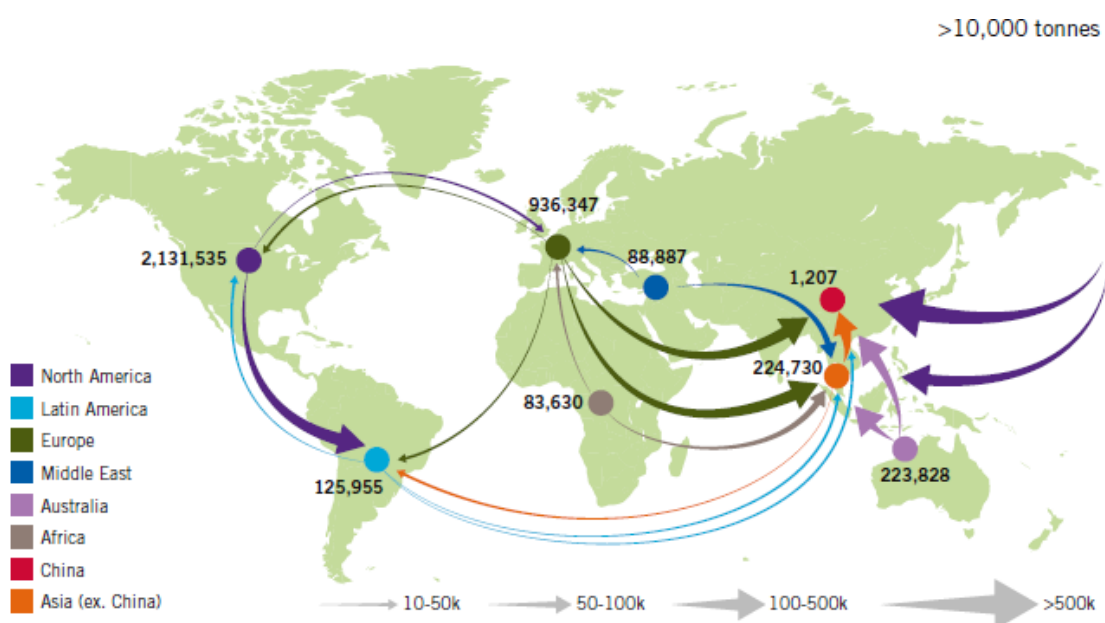 >10,000 tonnes
936,347
2,131,535
88,887
1,207
224,730
83,630
125,955
223,828
North America
Latin America
Europe
Middle East
Australia
Africa
China
Asia (ex. China)
10-50k
50-100k
100-500k
>500k